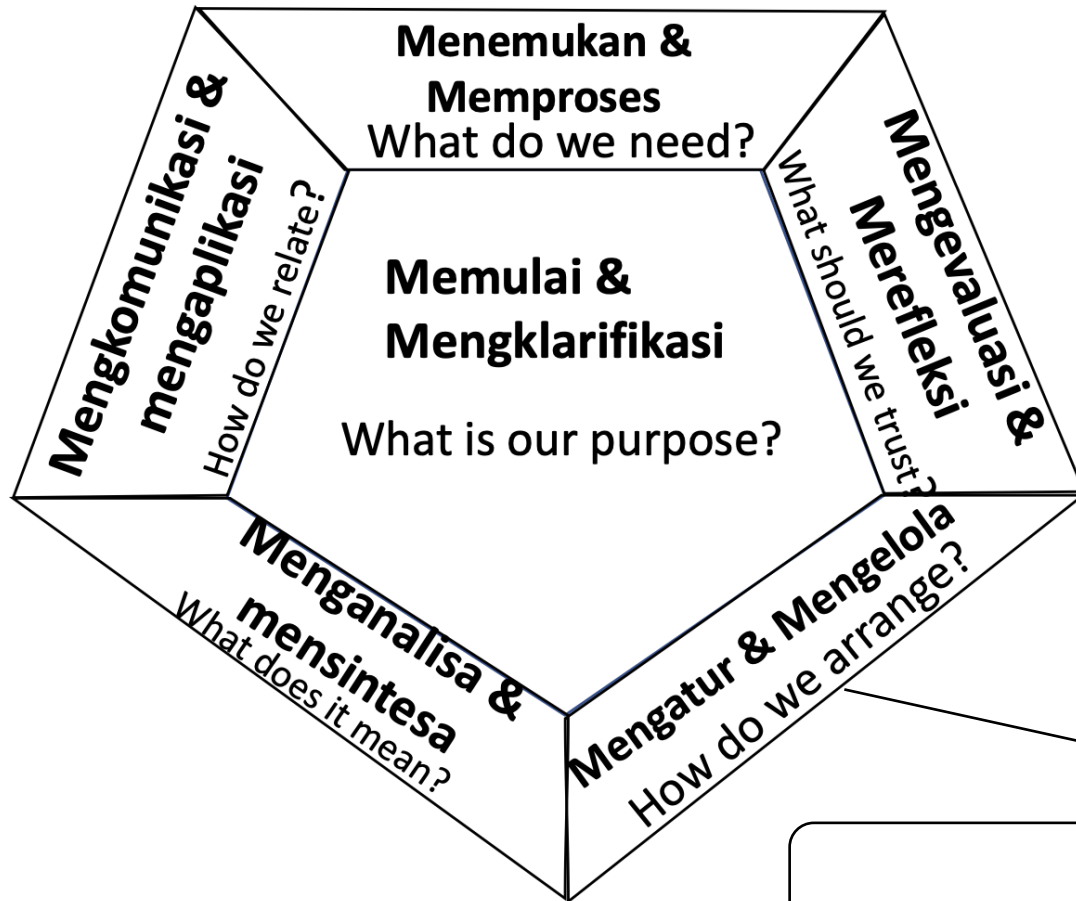 Menemukan &
Memproses
What do we need?
Mengevaluasi &
Merefleksi
What should we trust?
Mengatur & Mengelola
How do we arrange?
Menganalisa &
mensintesa
What does it mean?
Mengkomunikasi &
mengaplikasi
How do we relate?
Memulai &
Mengklarifikasi
What is our purpose?